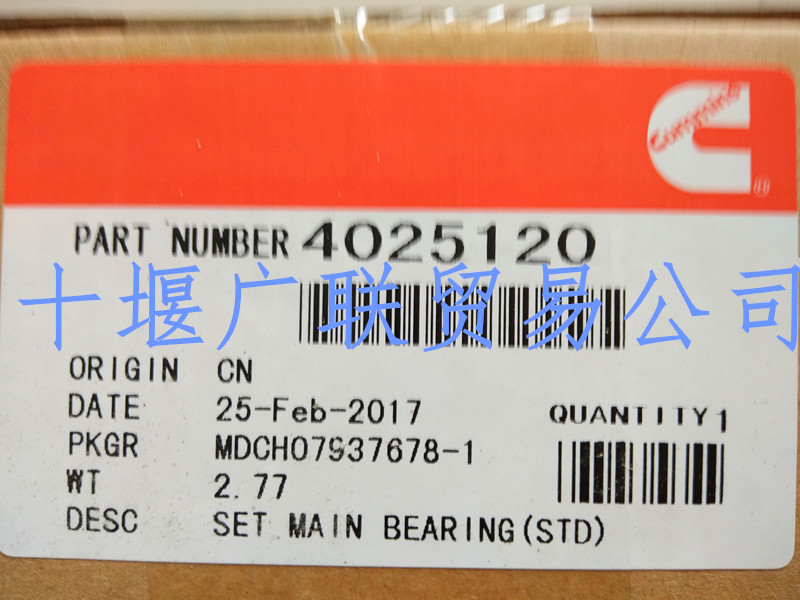 Cummins
®
PART NUMBER 4025120
十堰广联贸易公司
ORIGIN CN
DATE 25-Feb-2017
QUANTITY 1
PKGR MDCH07937678-1
WT 2.77
DESC SET MAIN BEARING(STD)